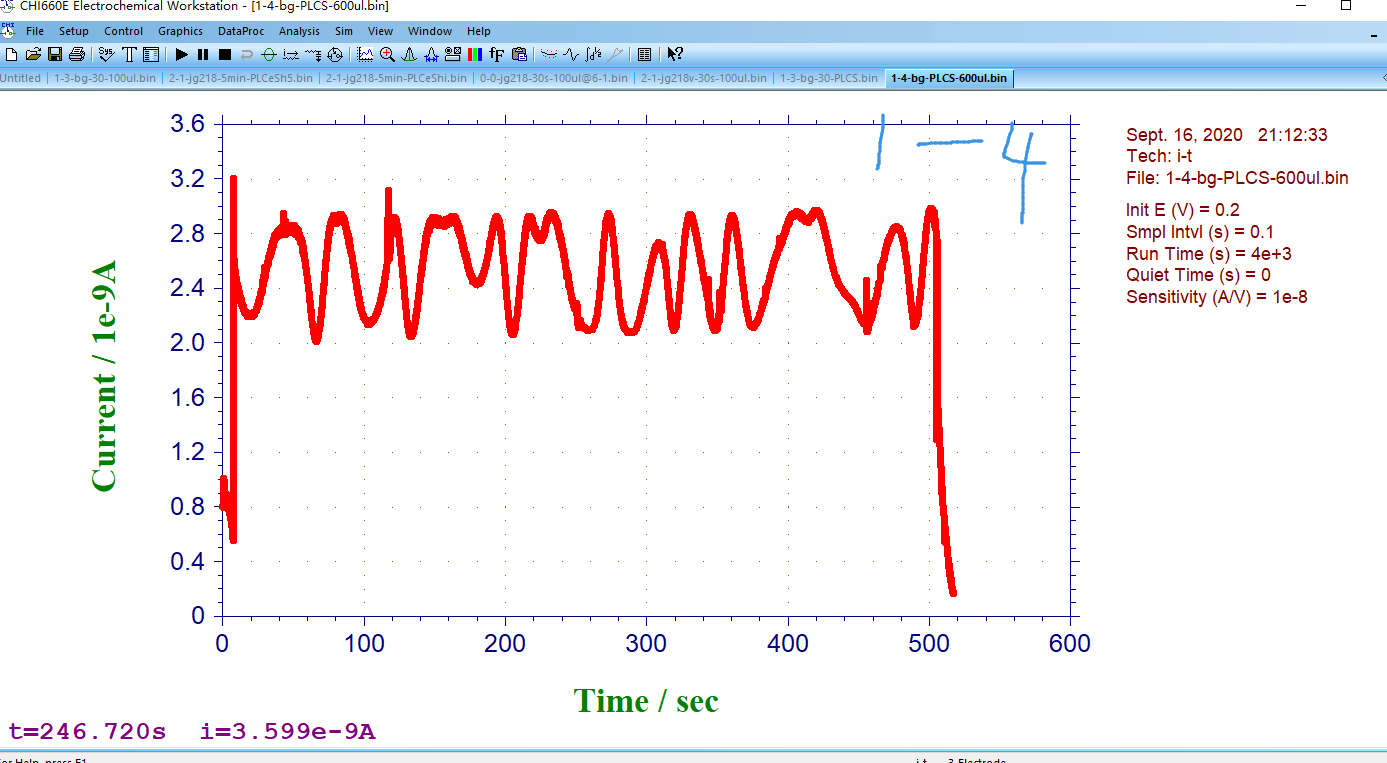 CHI660E Electrochemical Workstation - [1-4-bg-PLCS-600ul.bin]
File Setup Control Graphics DataProc Analysis Sim View Window Help
Untitled 1-3-bg-30-100ul.bin 2-1-jg218-5min-PLCeSh5.bin 2-1-jg218-5min-PLCeShi.bin 0-0-jg218-30s-100ul@6-1.bin 2-1-jg218v-30s-100ul.bin 1-3-bg-30-PLCS.bin 1-4-bg-PLCS-600ul.bin
1-4
Sept. 16, 2020 21:12:33
Tech: i-t
File: 1-4-bg-PLCS-600ul.bin
Init E (V) = 0.2
Smpl Intvl (s) = 0.1
Run Time (s) = 4e+3
Quiet Time (s) = 0
Sensitivity (A/V) = 1e-8
Current / 1e-9A
3.6
3.2
2.8
2.4
2.0
1.6
1.2
0.8
0.4
0
0 100 200 300 400 500 600
Time / sec
t=246.720s i=3.599e-9A